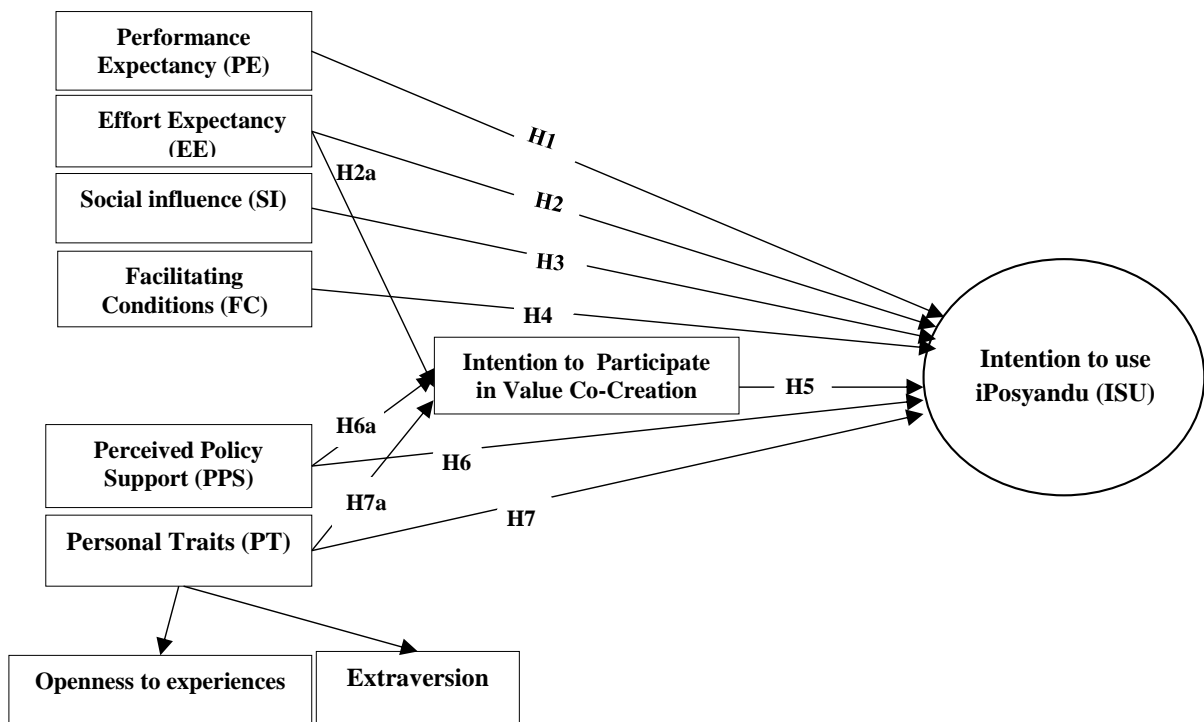 Performance
Expectancy (PE)
Effort Expectancy
(EE)
Social influence (SI)
Facilitating
Conditions (FC)
Perceived Policy
Support (PPS)
Personal Traits (PT)
Openness to experiences
Extraversion
H1
H2a
H2
H3
H4
Intention to Participate
in Value Co-Creation
H5
H6a
H6
H7a
H7
Intention to use
iPosyandu (ISU)